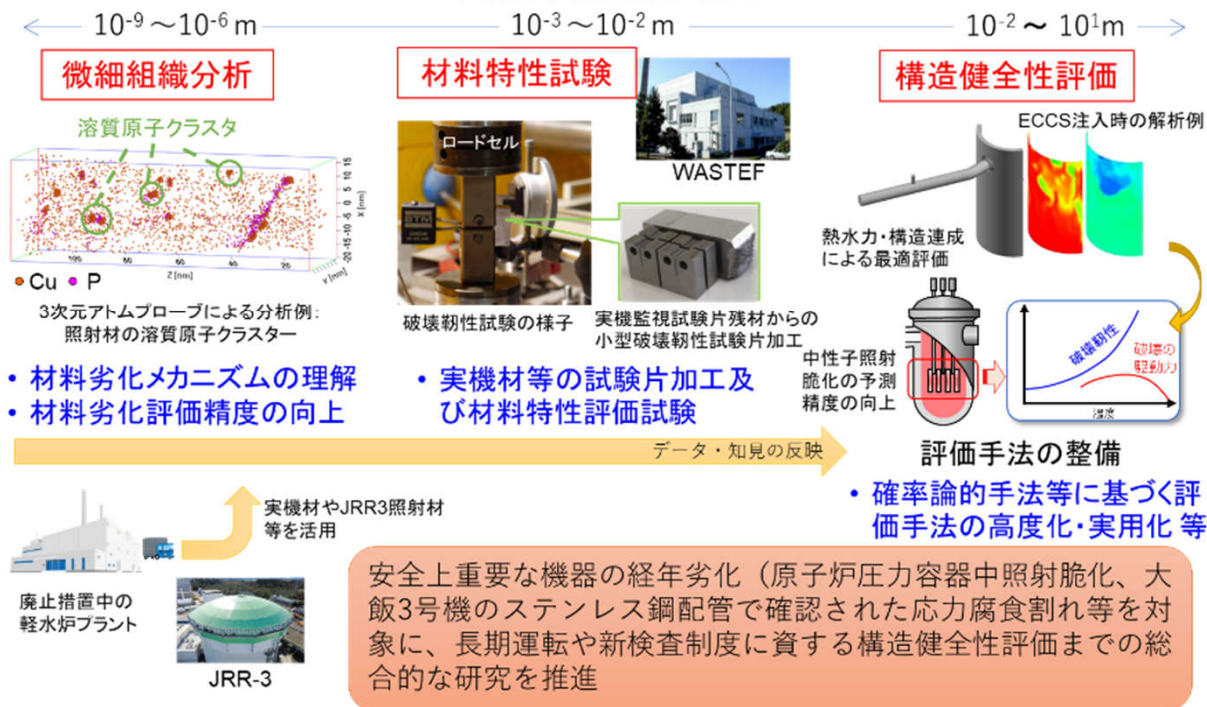 10⁻⁹～10⁻⁶ m
10⁻³～10⁻² m
10⁻²～ 10¹m
微細組織分析
材料特性試験
構造健全性評価
溶質原子クラスタ
15
10
5
0
-5
-10
-15
-20
X [nm]
Y [nm]
100
80
60
40
20
Z [nm]
Cu
P
3次元アトムプローブによる分析例：
照射材の溶質原子クラスター
・材料劣化メカニズムの理解
・材料劣化評価精度の向上
ロードセル
WASTEF
破壊靭性試験の様子
実機監視試験片残材からの
小型破壊靭性試験片加工
・実機材等の試験片加工及
び材料特性評価試験
ECCS注入時の解析例
熱水力・構造連成
による最適評価
中性子照射
脆化の予測
精度の向上
破壊靭性
破壊の
駆動力
温度
データ・知見の反映
評価手法の整備
・確率論的手法等に基づく評
価手法の高度化・実用化 等
実機材やJRR3照射材
等を活用
廃止措置中の
軽水炉プラント
JRR-3
安全上重要な機器の経年劣化（原子炉圧力容器中照射脆化、大
飯3号機のステンレス鋼配管で確認された応力腐食割れ等を対
象に、長期運転や新検査制度に資する構造健全性評価までの総
合的な研究を推進